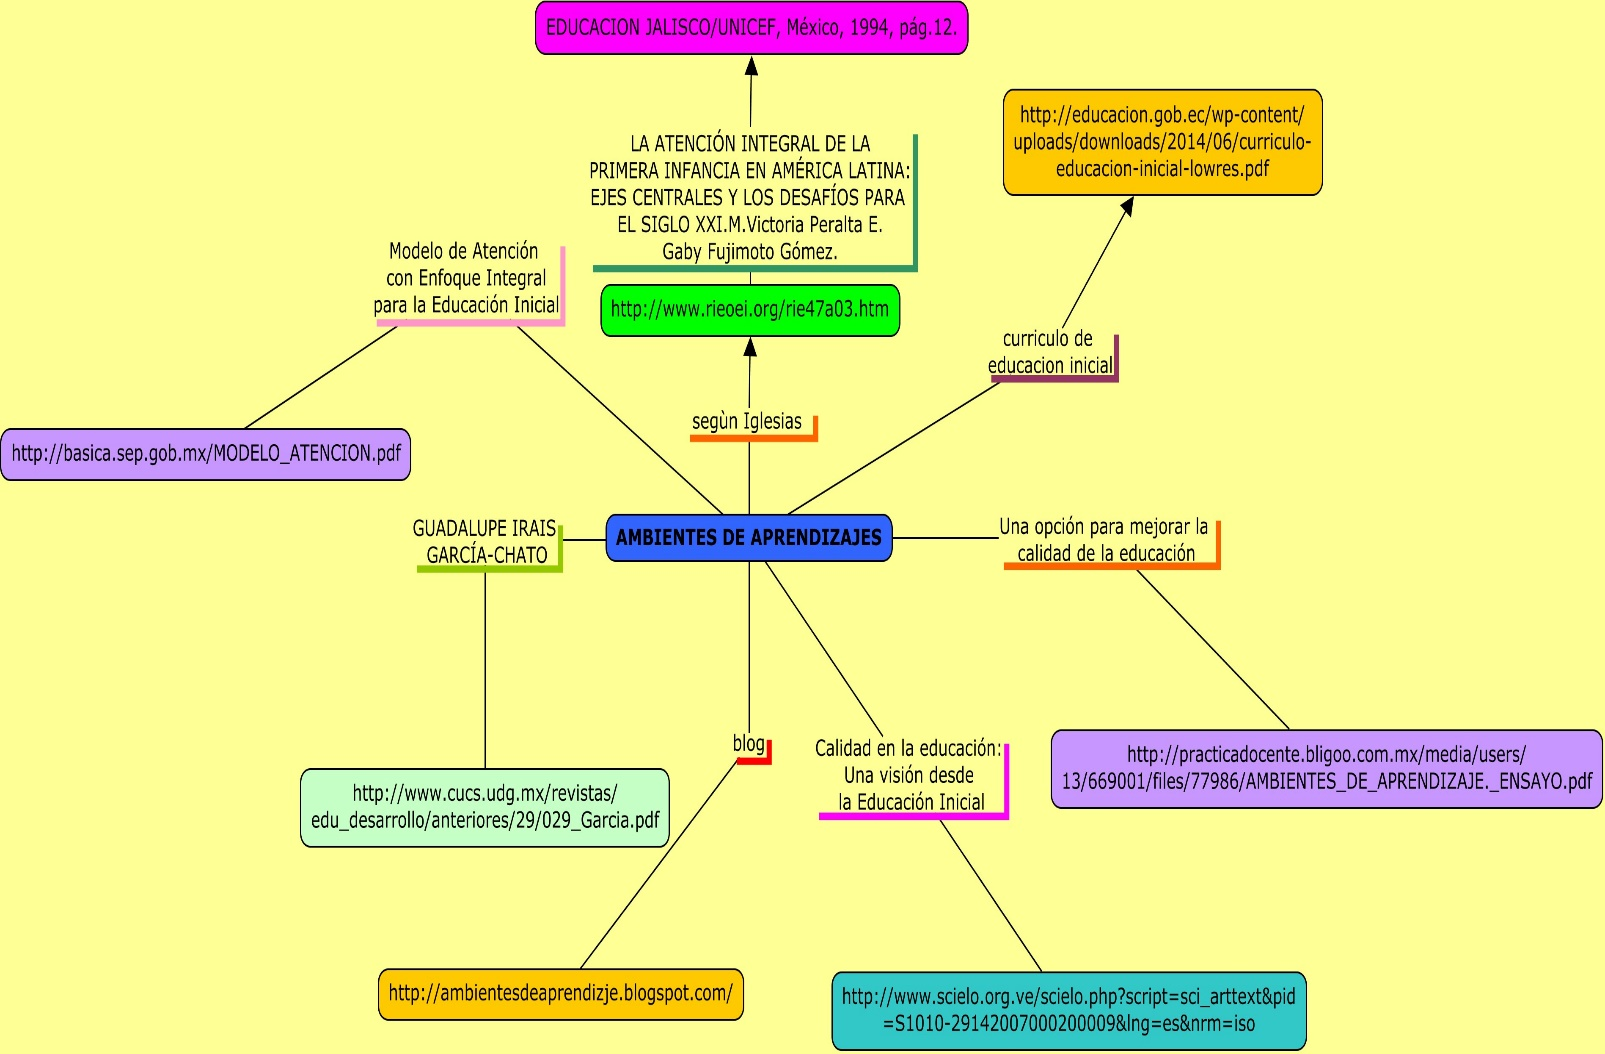 EDUCACION JALISCO/UNICEF, México, 1994, pág.12.
http://educacion.gob.ec/wp-content/
uploads/downloads/2014/06/curriculo-
educacion-inicial-lowres.pdf
LA ATENCIÓN INTEGRAL DE LA
PRIMERA INFANCIA EN AMÉRICA LATINA:
EJES CENTRALES Y LOS DESAFÍOS PARA
EL SIGLO XXI.M.Victoria Peralta E.
Gaby Fujimoto Gómez.
Modelo de Atención
con Enfoque Integral
para la Educación Inicial
http://www.rieoei.org/rie47a03.htm
curriculo de
educacion inicial
segùn Iglesias
http://basica.sep.gob.mx/MODELO_ATENCION.pdf
GUADALUPE IRAIS
GARCÍA-CHATO
AMBIENTES DE APRENDIZAJES
Una opción para mejorar la
calidad de la educación
blog
Calidad en la educación:
Una visión desde
la Educación Inicial
http://practicadocente.bligoo.com.mx/media/users/
13/669001/files/77986/AMBIENTES_DE_APRENDIZAJE._ENSAYO.pdf
http://www.cucs.udg.mx/revistas/
edu_desarrollo/anteriores/29/029_Garcia.pdf
http://ambientesdeaprendizje.blogspot.com/
http://www.scielo.org.ve/scielo.php?script=sci_arttext&pid
=S1010-29142007000200009&lng=es&nrm=iso